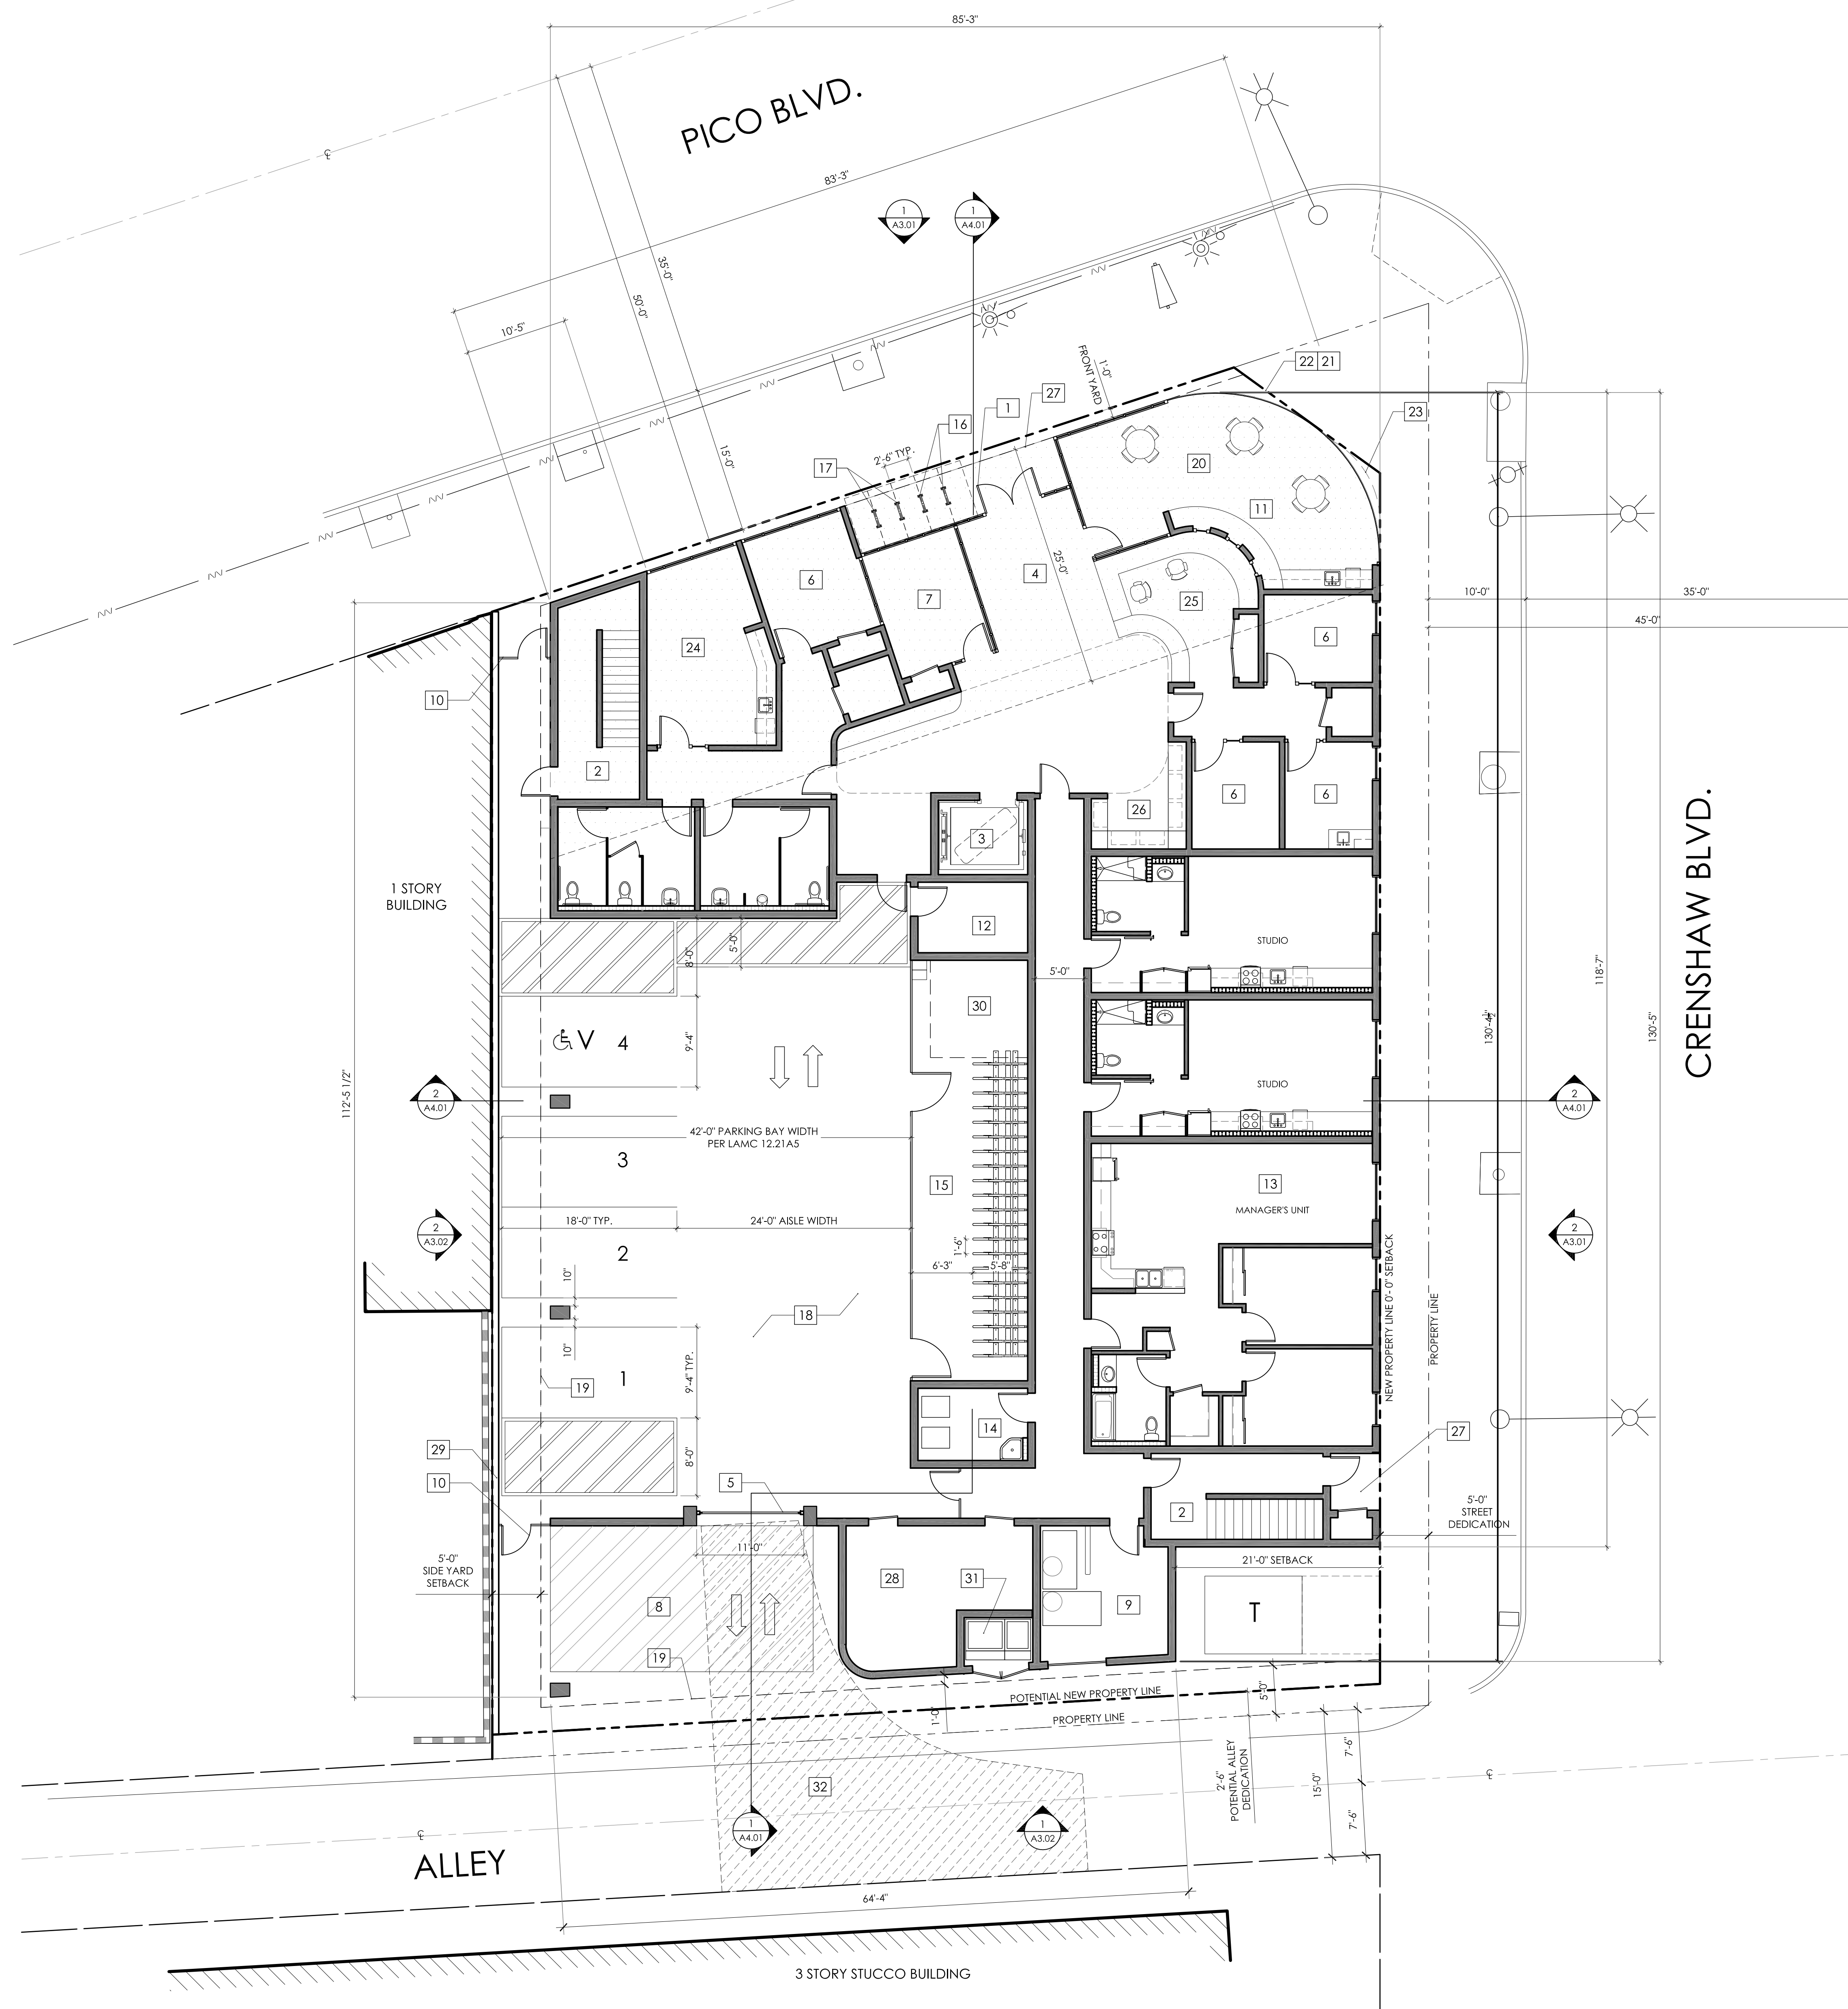 85'-3"
PICO BLVD.
83'-3"
℄
1
A3.01
1
A4.01
35'-0"
50'-0"
10'-5"
1'-0"
FRONT YARD
22 21
27
1
23
16
17
2'-6" TYP.
15'-0"
20
11
25'-0"
6
4
7
25
10'-0"
35'-0"
45'-0"
24
6
10
2
6
6
26
3
1 STORY
BUILDING
CRENSHAW BLVD.
12
STUDIO
8'-0"
5'-0"
5'-0"
118'-7"
30
V 4
9'-4"
130'-4½"
130'-5"
112'-5 1/2"
STUDIO
2
A4.01
2
A4.01
42'-0" PARKING BAY WIDTH
PER LAMC 12.21A5
3
15
13
MANAGER'S UNIT
18'-0" TYP.
24'-0" AISLE WIDTH
2
A3.02
2
A3.01
2
1'-6"
6'-3"
5'-8"
10"
18
10"
NEW PROPERTY LINE 0'- 0" SETBACK
PROPERTY LINE
1
9'-4" TYP.
19
14
27
29
8'-0"
10
5
2
5'-0"
STREET
DEDICATION
11'-0"
5'-0"
SIDE YARD
SETBACK
21'-0" SETBACK
28
31
8
9
T
19
POTENTIAL NEW PROPERTY LINE
5'-0"
1'-0"
PROPERTY LINE
2'-6"
POTENTIAL ALLEY
DEDICATION
15'-0"
7'-6"
7'-6"
℄
32
℄
1
A4.01
1
A3.02
ALLEY
64'-4"
3 STORY STUCCO BUILDING